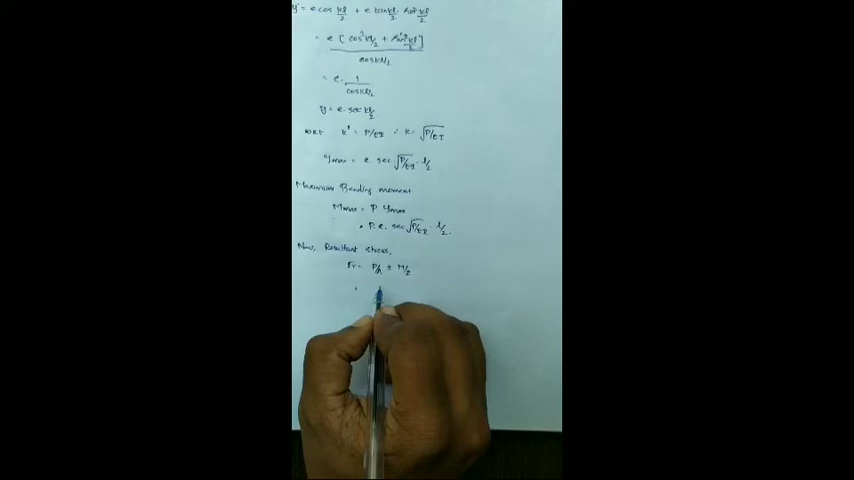 y = e cos kl/2 + e tan kl/2 . sin kl/2
= e [ cos² kl/2 + sin² kl/2 ] / cos kl/2
= e . 1 / cos kl/2
y = e . sec kl/2
WKT k² = P/EI ∴ k = √P/EI
ymax = e sec √P/EI . l/2
Maximum Bending moment
Mmax = P ymax
= P. e. sec √P/EI . l/2.
Now, Resultant stress,
P/A ± M/Z